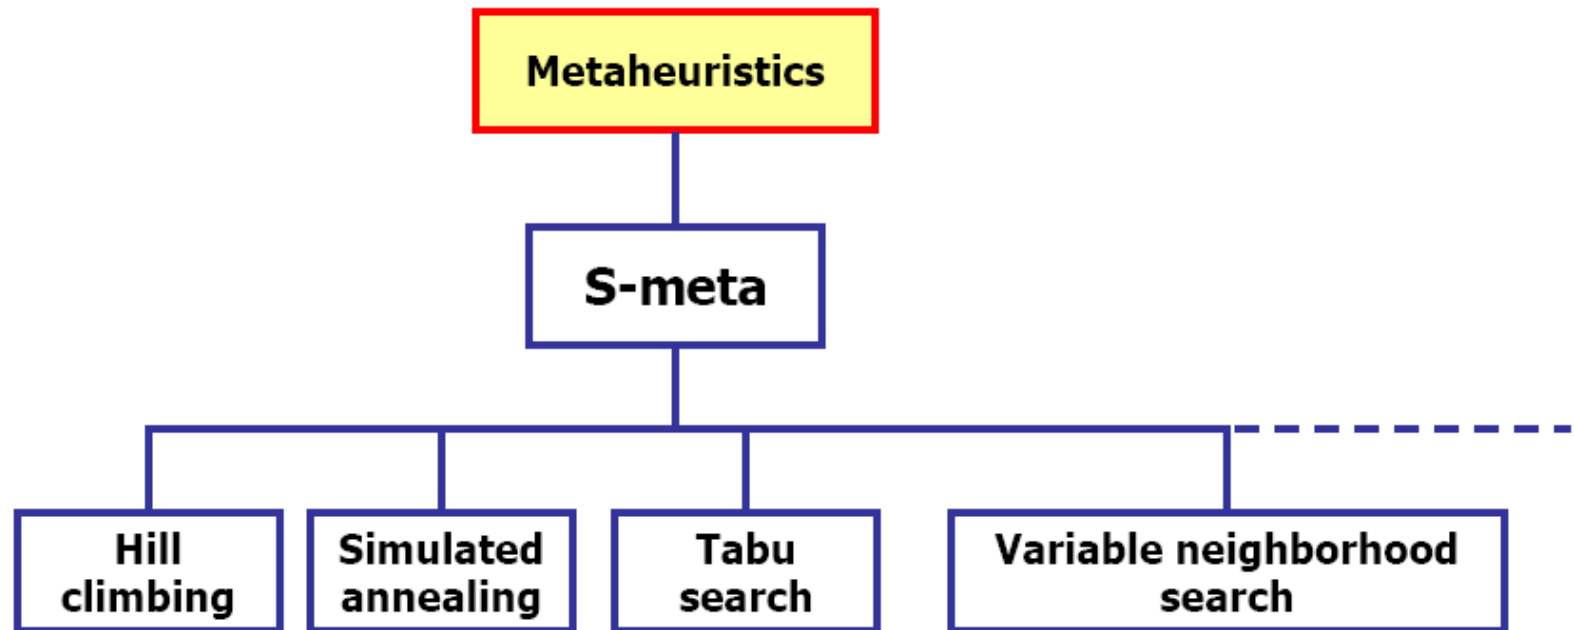 Metaheuristics
S-meta
Hill
climbing
Simulated
annealing
Tabu
search
Variable neighborhood
search